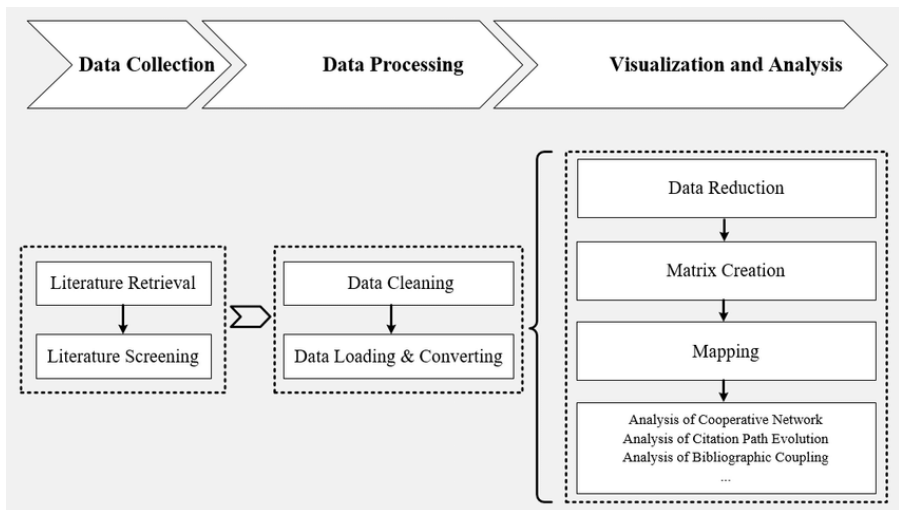 Data Collection
Data Processing
Visualization and Analysis
Literature Retrieval
Literature Screening
Data Cleaning
Data Loading & Converting
Data Reduction
Matrix Creation
Mapping
Analysis of Cooperative Network
Analysis of Citation Path Evolution
Analysis of Bibliographic Coupling
...